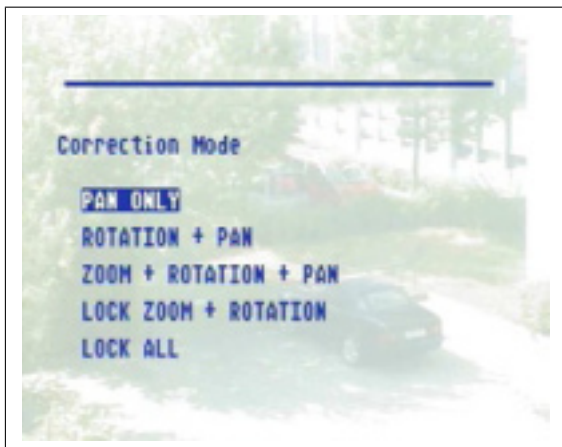 Correction Mode
PAN ONLY
ROTATION + PAN
ZOOM + ROTATION + PAN
LOCK ZOOM + ROTATION
LOCK ALL